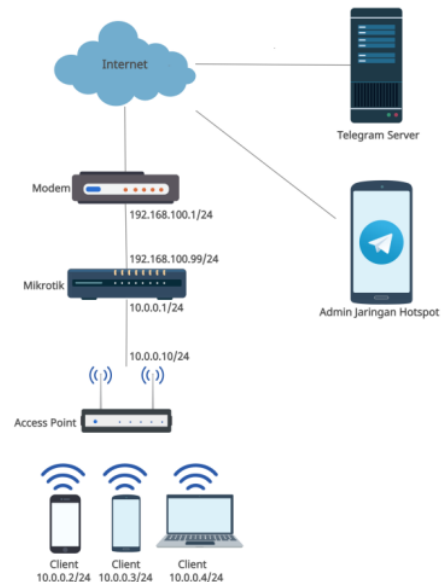 Internet
Telegram Server
Modem
192.168.100.1/24
192.168.100.99/24
Mikrotik
10.0.0.1/24
Admin Jaringan Hotspot
10.0.0.10/24
Access Point
Client
10.0.0.2/24
Client
10.0.0.3/24
Client
10.0.0.4/24